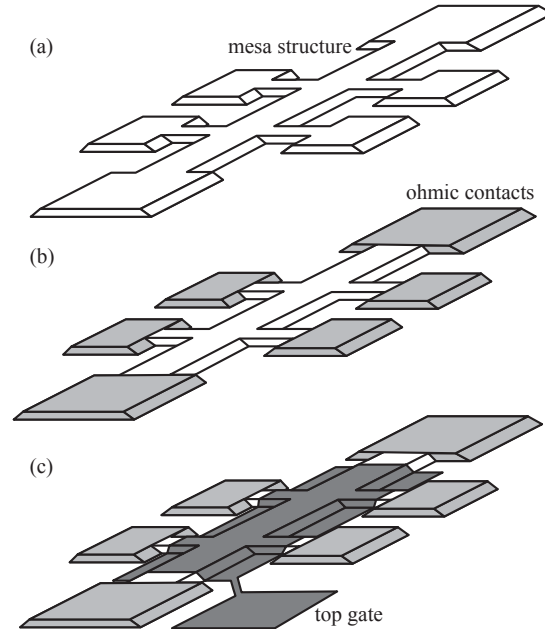 (a)
mesa structure
ohmic contacts
(b)
(c)
top gate